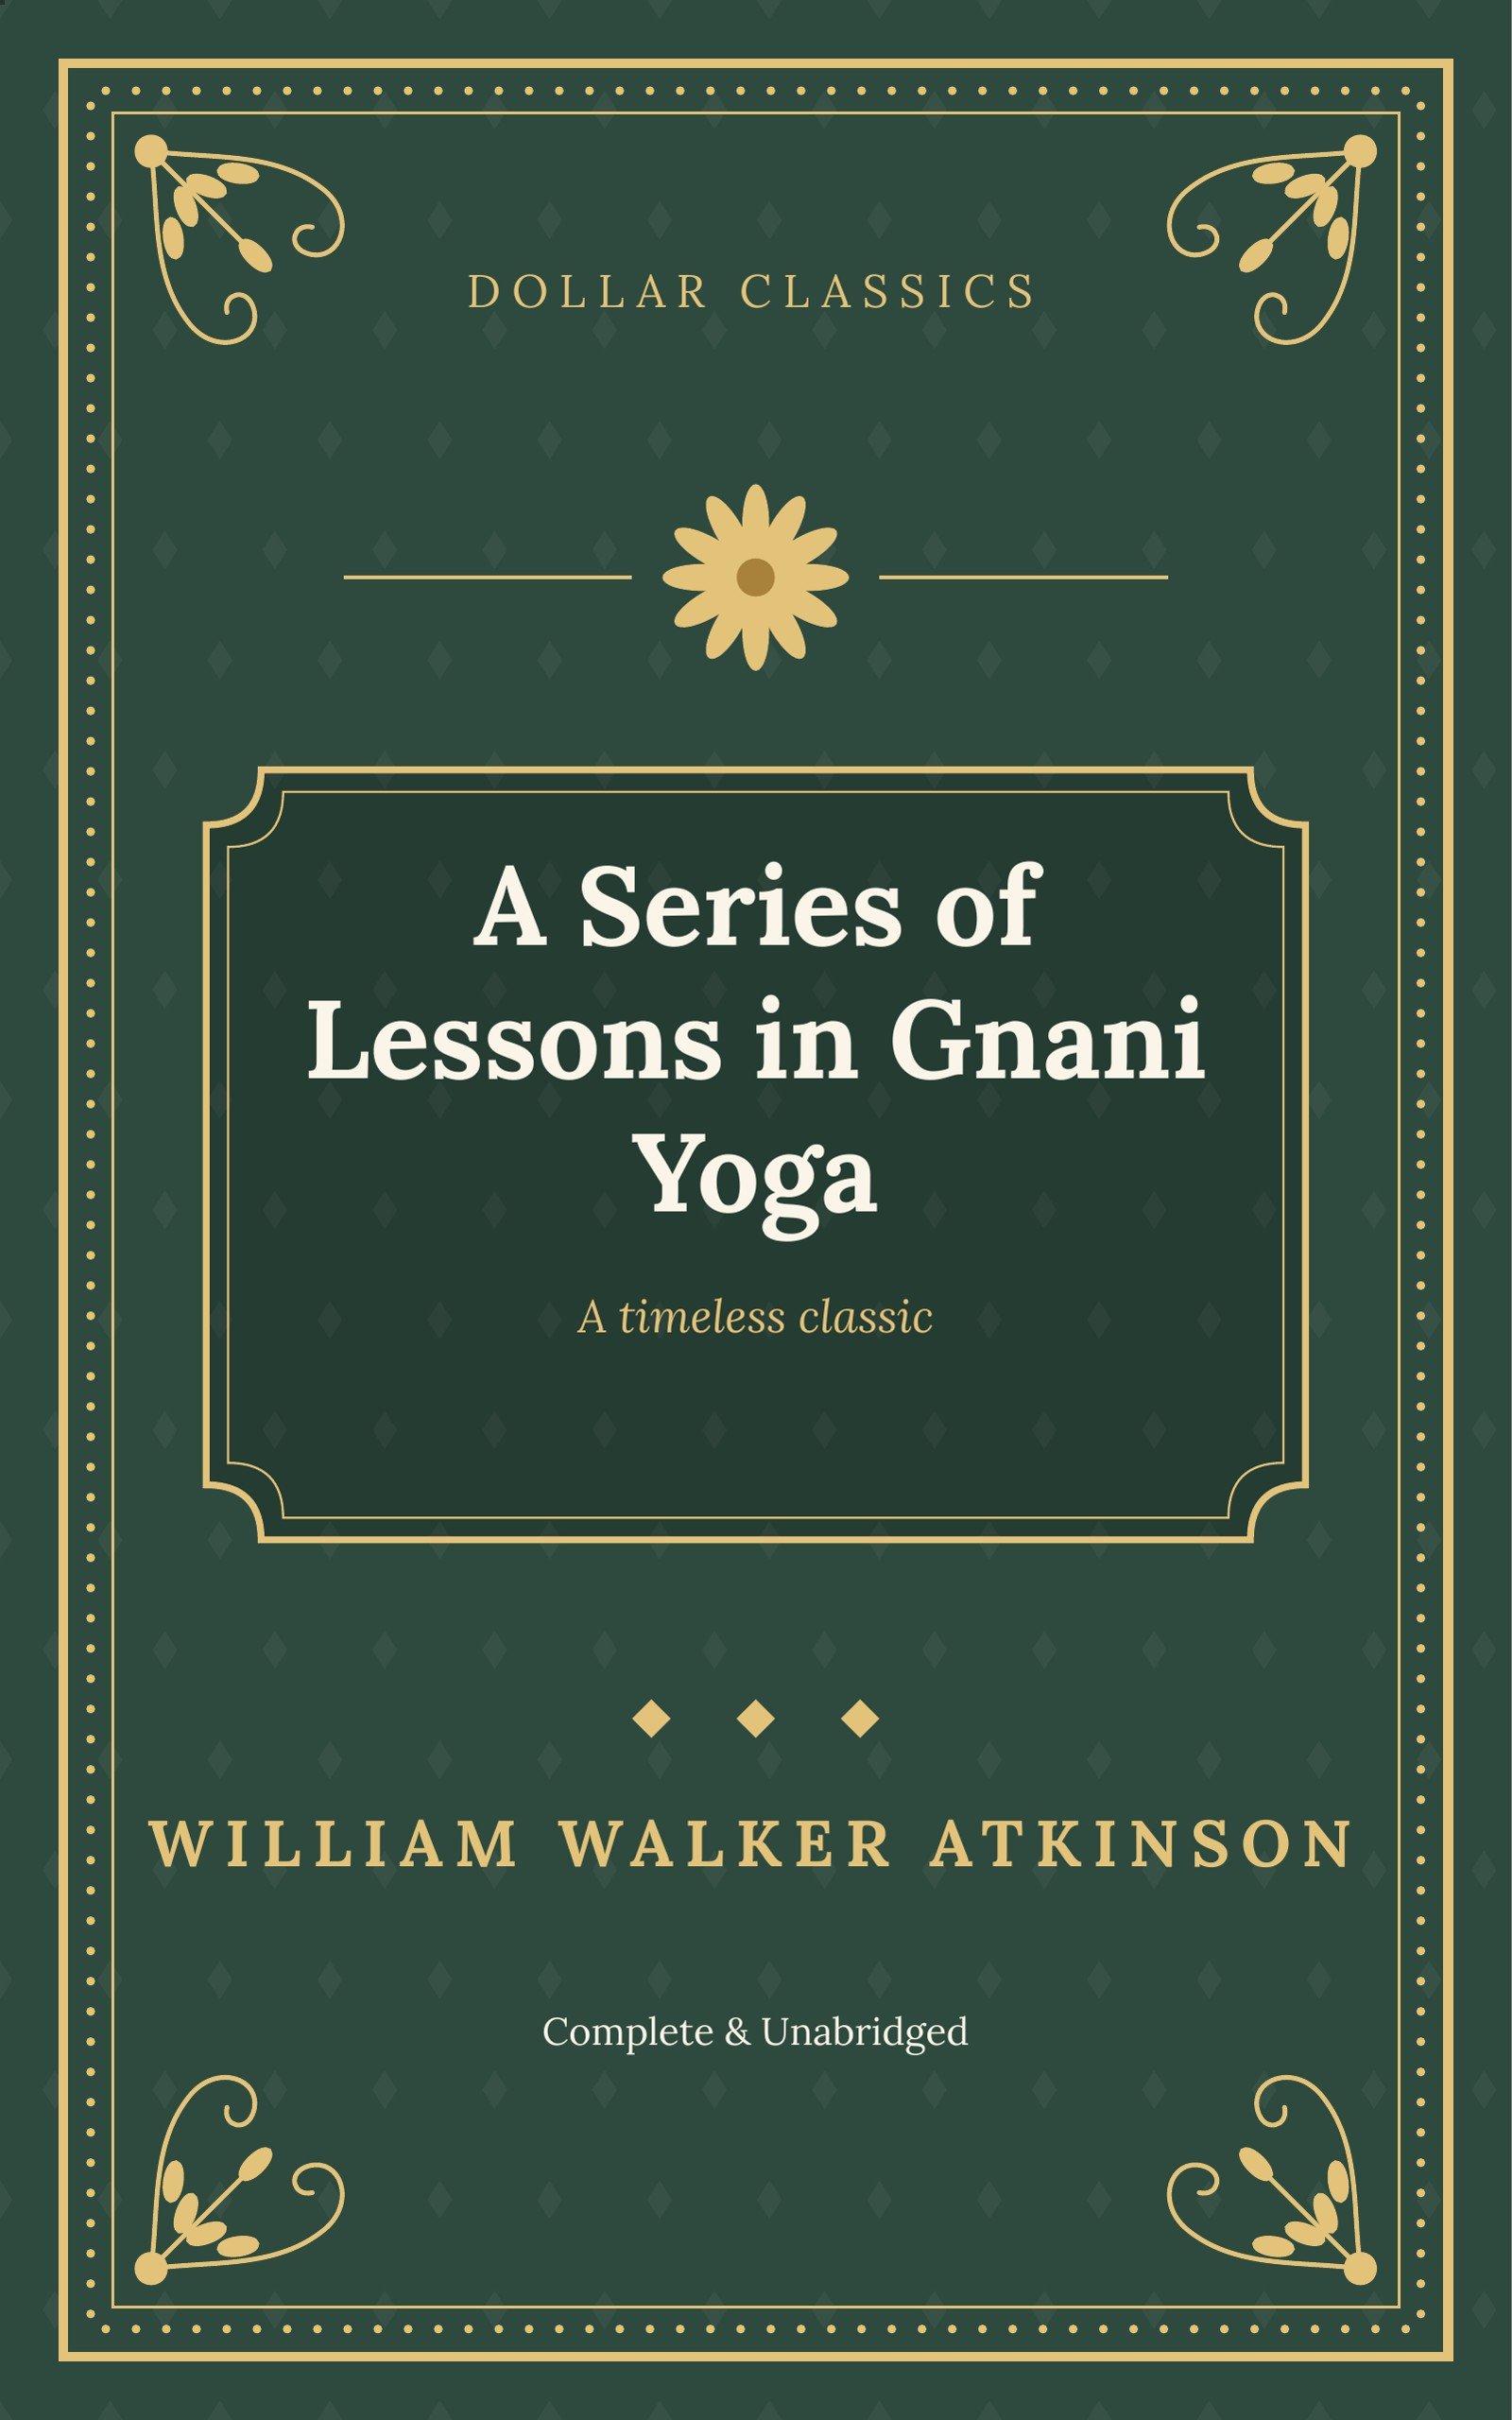 DOLLAR CLASSICS
A Series of
Lessons in Gnani
Yoga
A timeless classic
WILLIAM WALKER ATKINSON
Complete & Unabridged